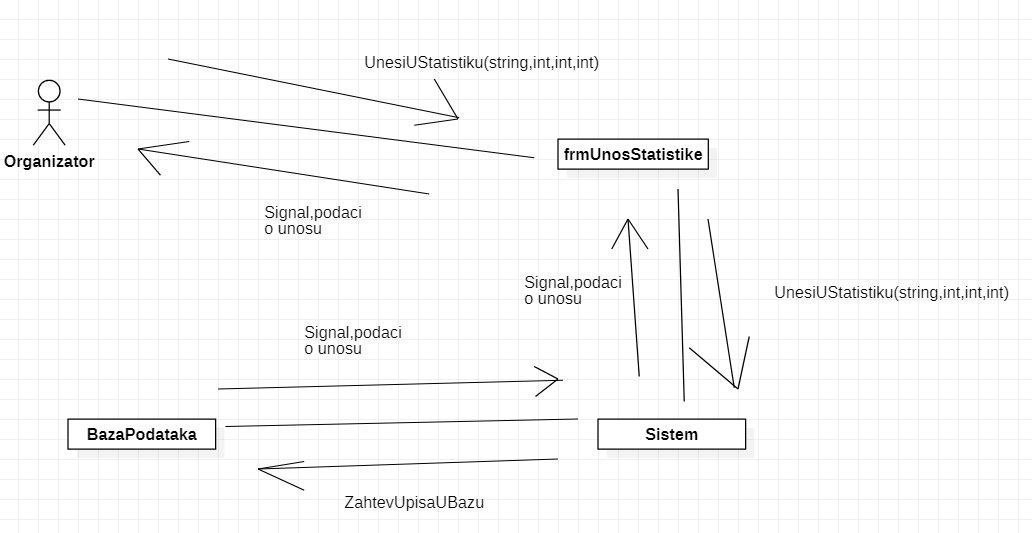 UnesiUStatistiku(string,int,int,int)
Organizator
frmUnosStatistike
Signal,podaci
o unosu
Signal,podaci
o unosu
UnesiUStatistiku(string,int,int,int)
Signal,podaci
o unosu
BazaPodataka
Sistem
ZahtevUpisaUBazu